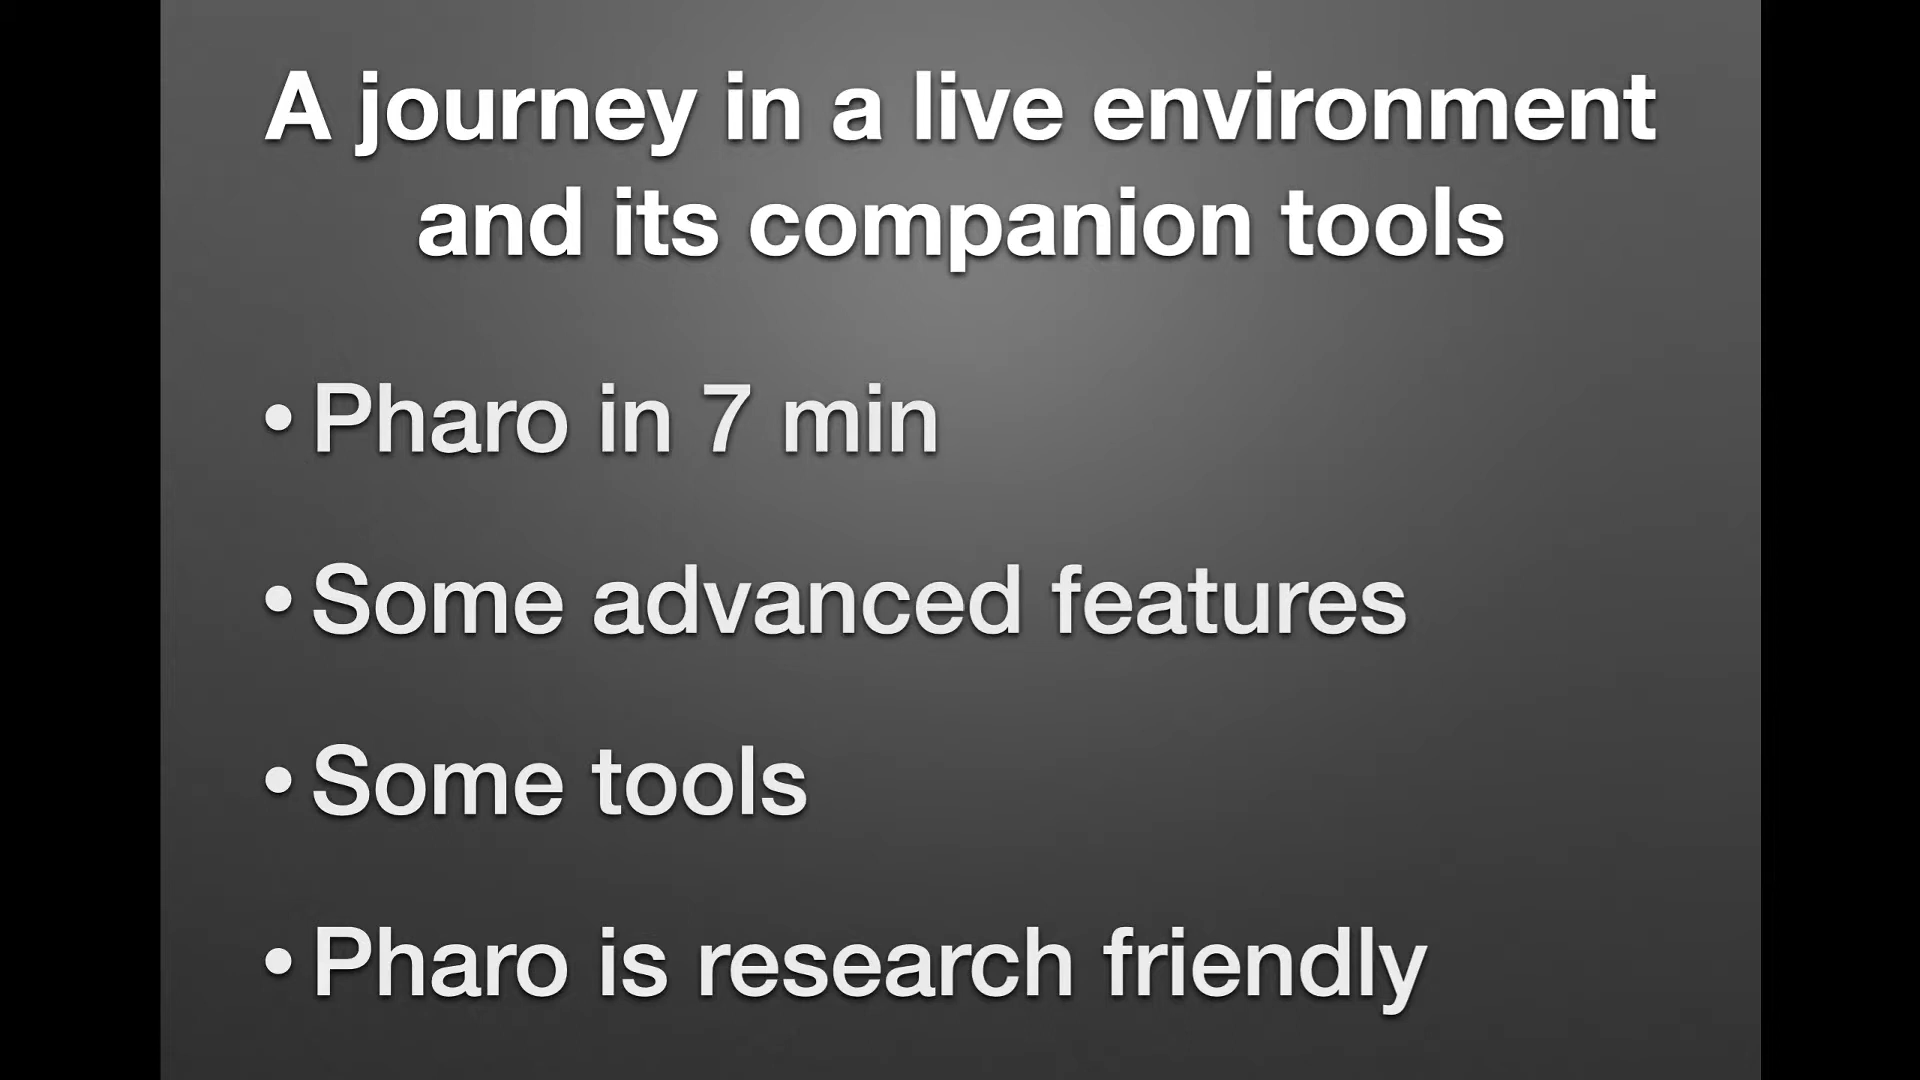 A journey in a live environment
and its companion tools
• Pharo in 7 min
• Some advanced features
• Some tools
• Pharo is research friendly